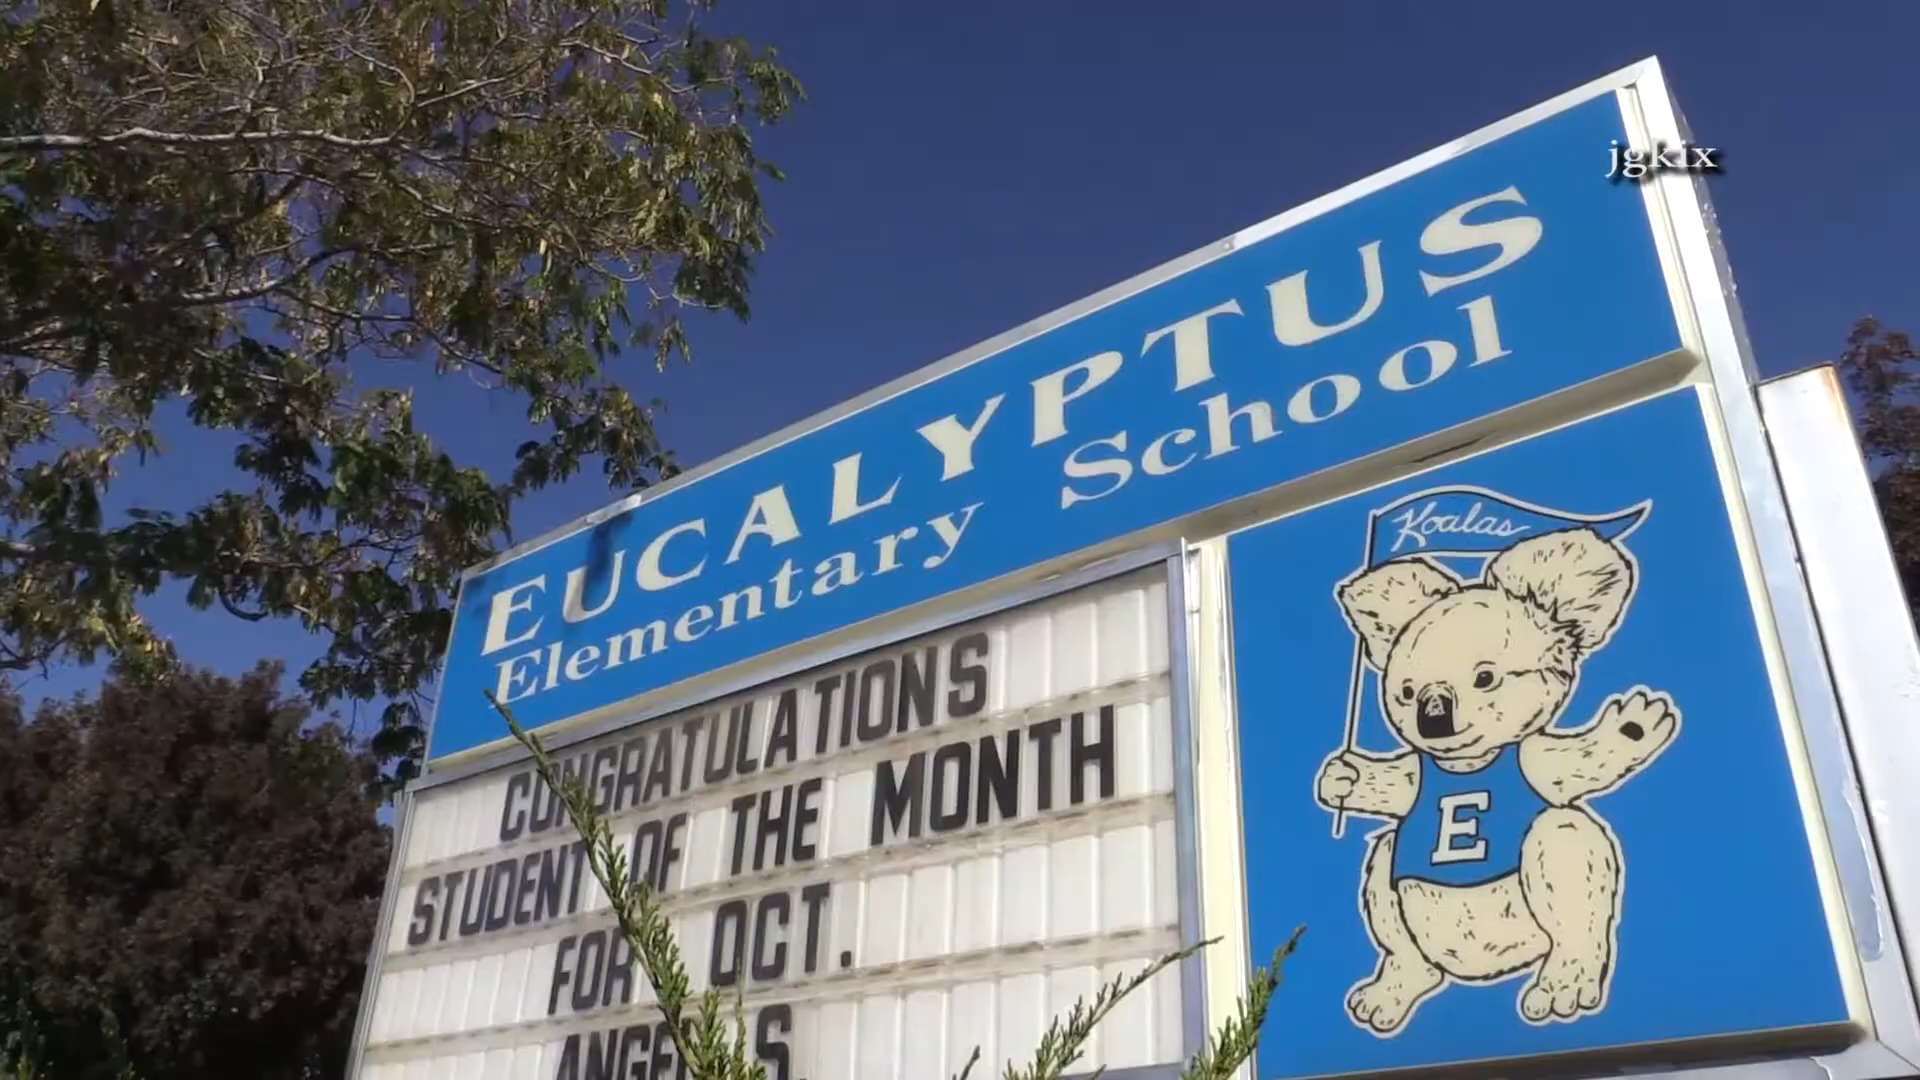 jgkix
EUCALYPTUS
Elementary School
Koalas
E
CONGRATULATIONS
STUDENT OF THE MONTH
FOR OCT.